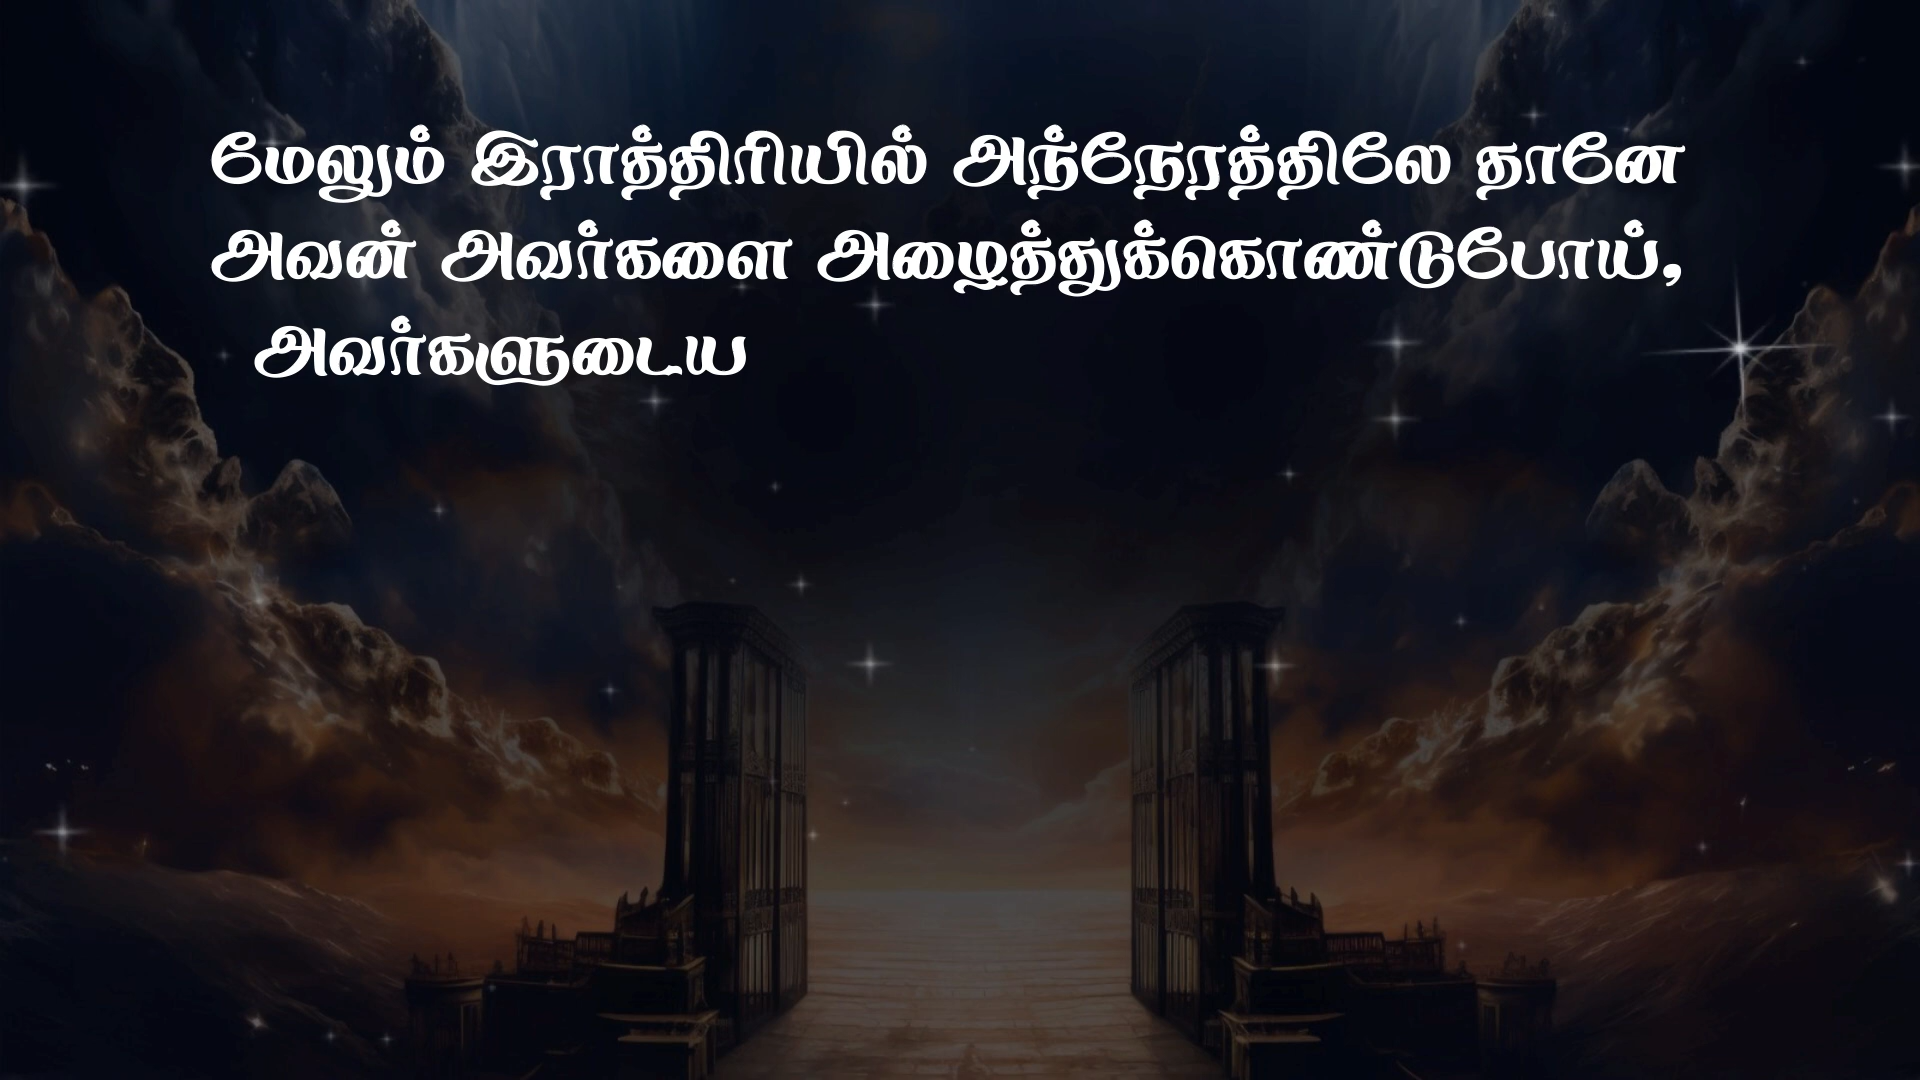 மேலும் இராத்திரியில் அந்நேரத்திலே தானே
அவன் அவர்களை அழைத்துக்கொண்டுபோய்,
அவர்களுடைய